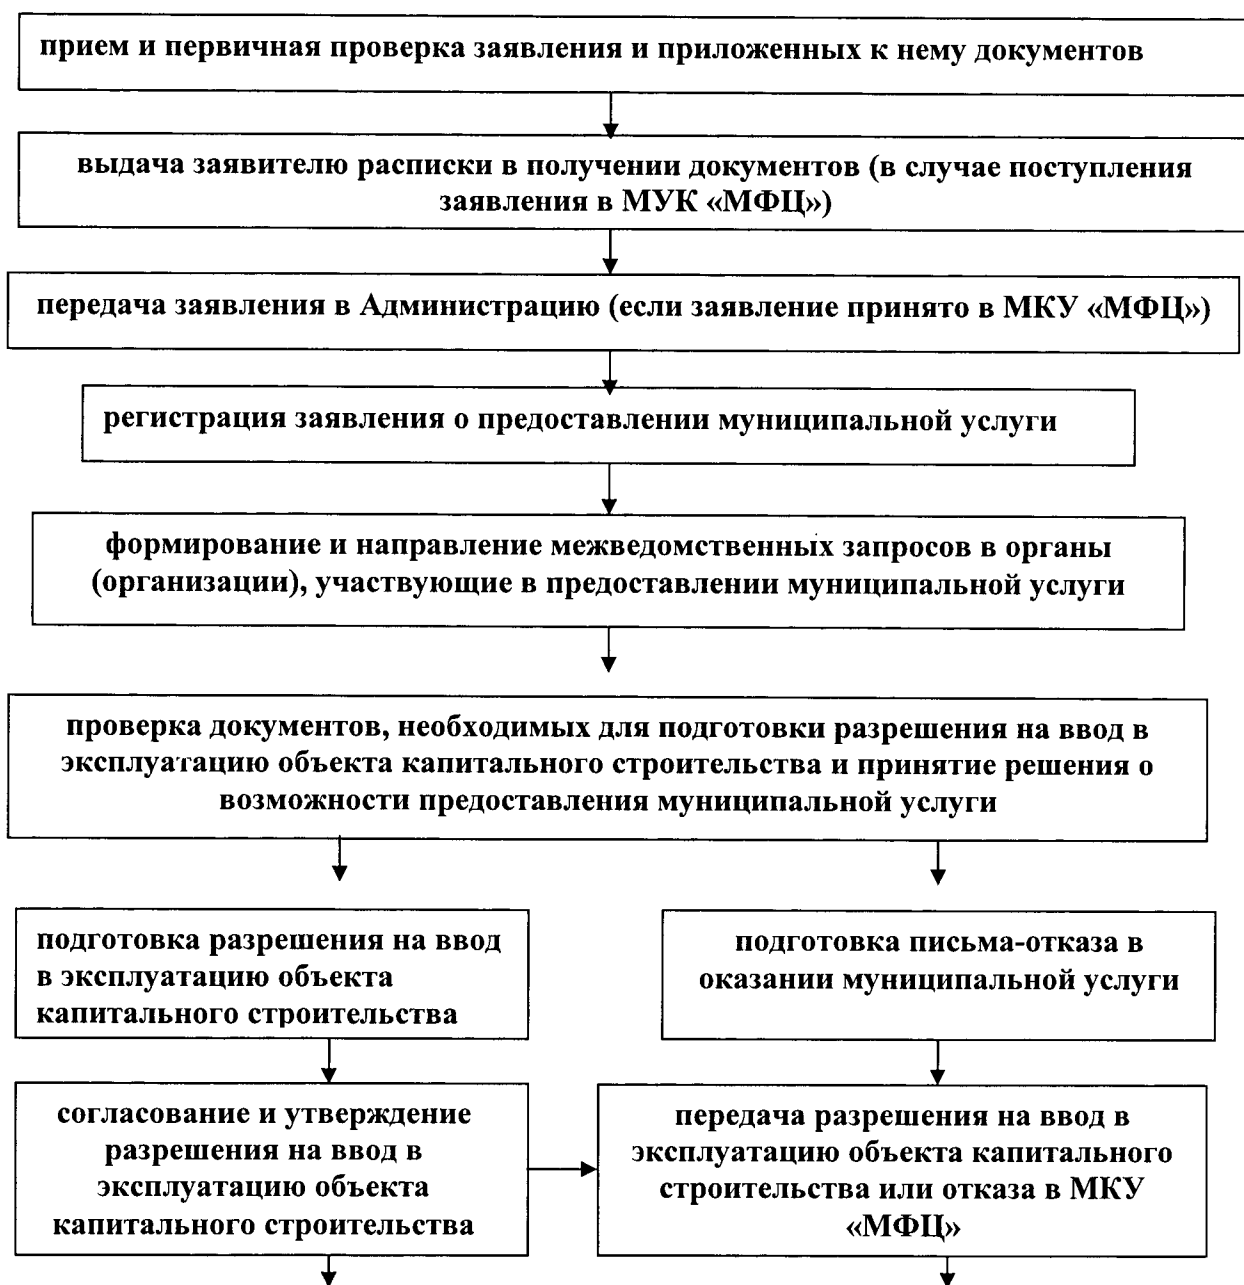 прием и первичная проверка заявления и приложенных к нему документов
выдача заявителю расписки в получении документов (в случае поступления
заявления в МУК «МФЦ»)
передача заявления в Администрацию (если заявление принято в МКУ «МФЦ»)
регистрация заявления о предоставлении муниципальной услуги
формирование и направление межведомственных запросов в органы
(организации), участвующие в предоставлении муниципальной услуги
проверка документов, необходимых для подготовки разрешения на ввод в
эксплуатацию объекта капитального строительства и принятие решения о
возможности предоставления муниципальной услуги
подготовка разрешения на ввод
в эксплуатацию объекта
капитального строительства
подготовка письма-отказа в
оказании муниципальной услуги
согласование и утверждение
разрешения на ввод в
эксплуатацию объекта
капитального строительства
передача разрешения на ввод в
эксплуатацию объекта капитального
строительства или отказа в МКУ
«МФЦ»